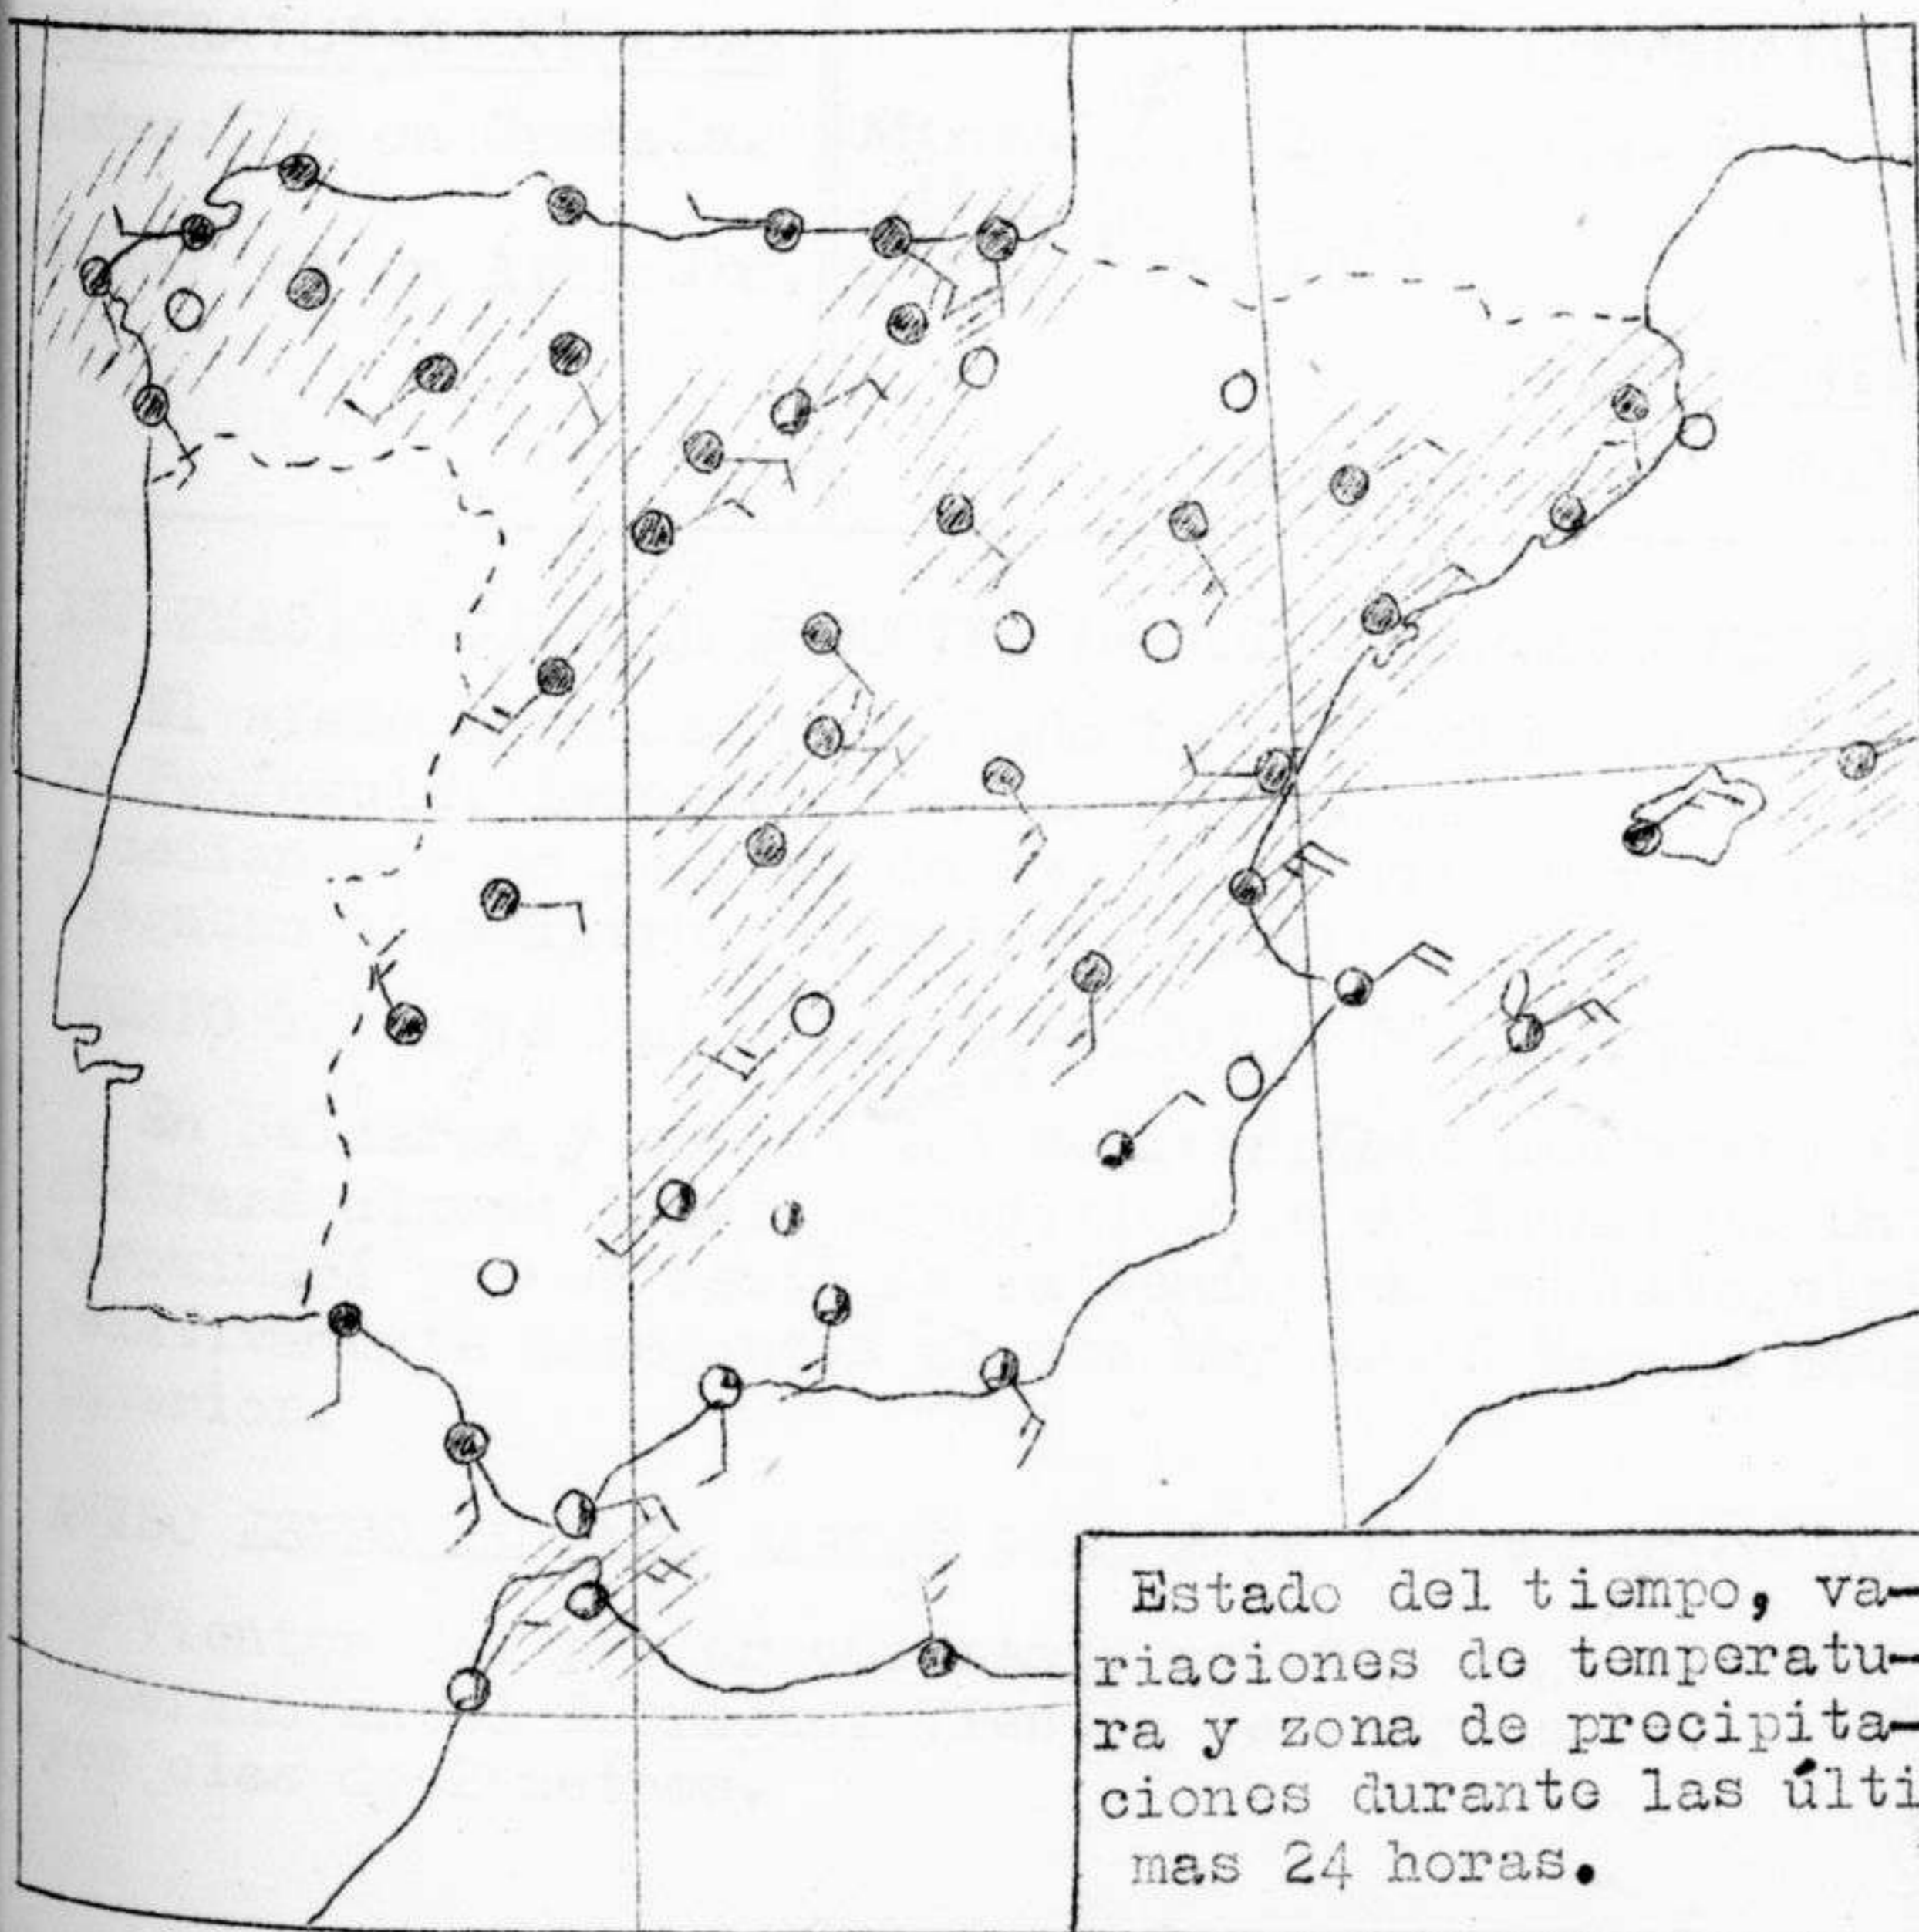 Estado del tiempo, va-
riaciones de temperatu-
ra y zona de precipita-
ciones durante las últi
mas 24 horas.